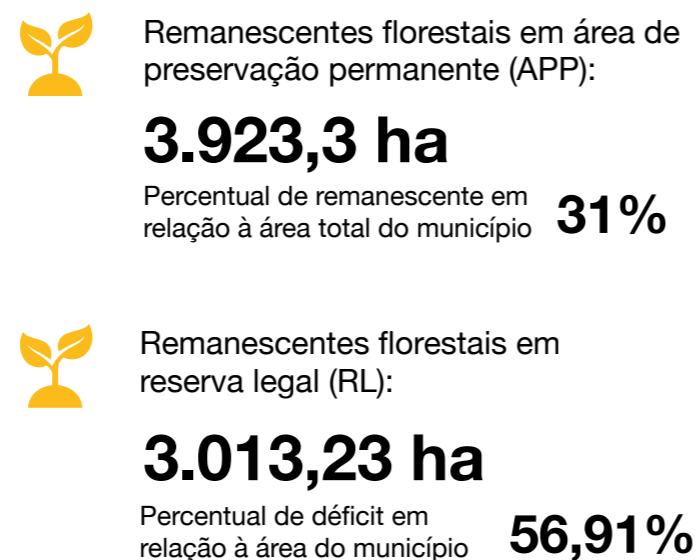 Remanescentes florestais em área de
preservação permanente (APP):
3.923,3 ha
Percentual de remanescente em
relação à área total do município 31%
Remanescentes florestais em
reserva legal (RL):
3.013,23 ha
Percentual de déficit em
relação à área do município 56,91%